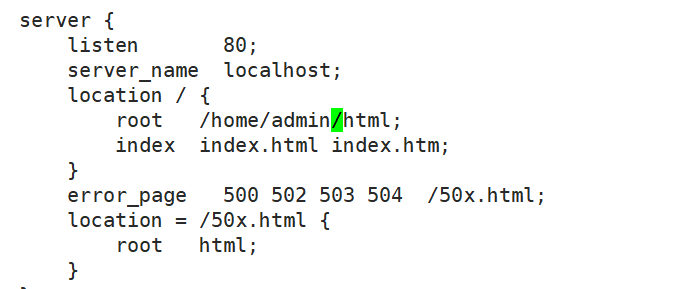 server {
    listen       80;
    server_name  localhost;
    location / {
        root   /home/admin/html;
        index  index.html index.htm;
    }
    error_page   500 502 503 504  /50x.html;
    location = /50x.html {
        root   html;
    }